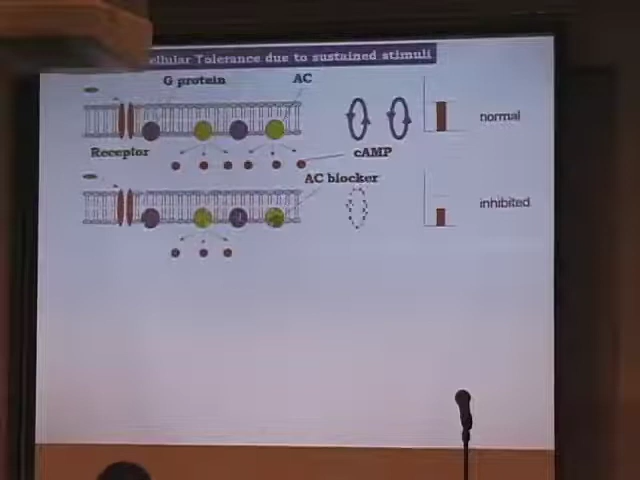 ellular Tolerance due to sustained stimuli
G protein
AC
normal
Receptor
cAMP
AC blocker
inhibited